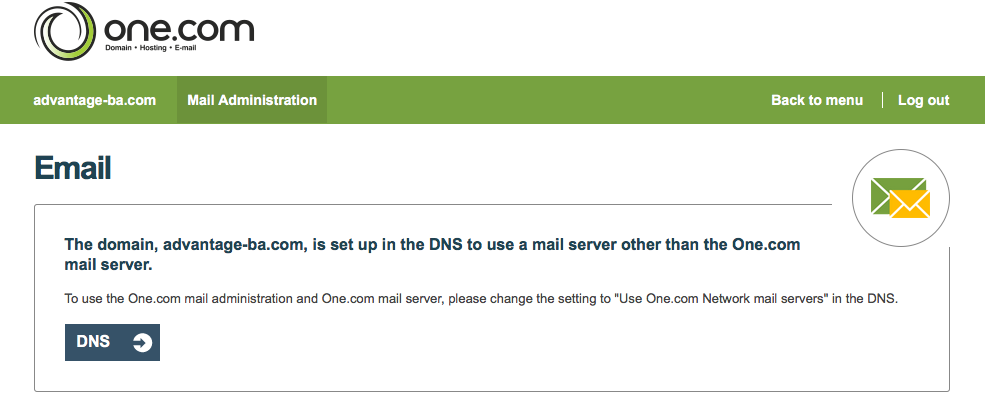 one.com
Domain • Hosting • E-mail
advantage-ba.com
Mail Administration
Back to menu
Log out
Email
The domain, advantage-ba.com, is set up in the DNS to use a mail server other than the One.com
mail server.
To use the One.com mail administration and One.com mail server, please change the setting to "Use One.com Network mail servers" in the DNS.
DNS